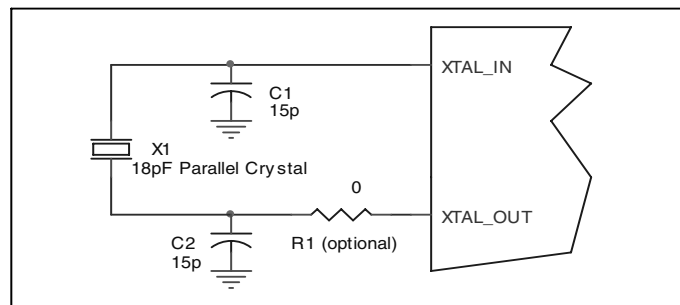 XTAL_IN
C1
15p
X1
18pF Parallel Crystal
0
XTAL_OUT
C2
15p
R1 (optional)